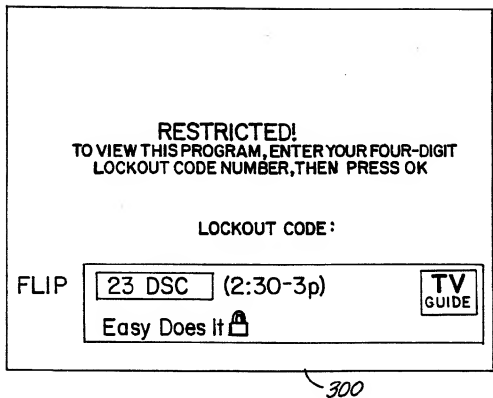 RESTRICTED!
TO VIEW THIS PROGRAM, ENTER YOUR FOUR-DIGIT
LOCKOUT CODE NUMBER, THEN PRESS OK
LOCKOUT CODE:
FLIP 23 DSC (2:30-3p) TV
GUIDE
Easy Does It
300